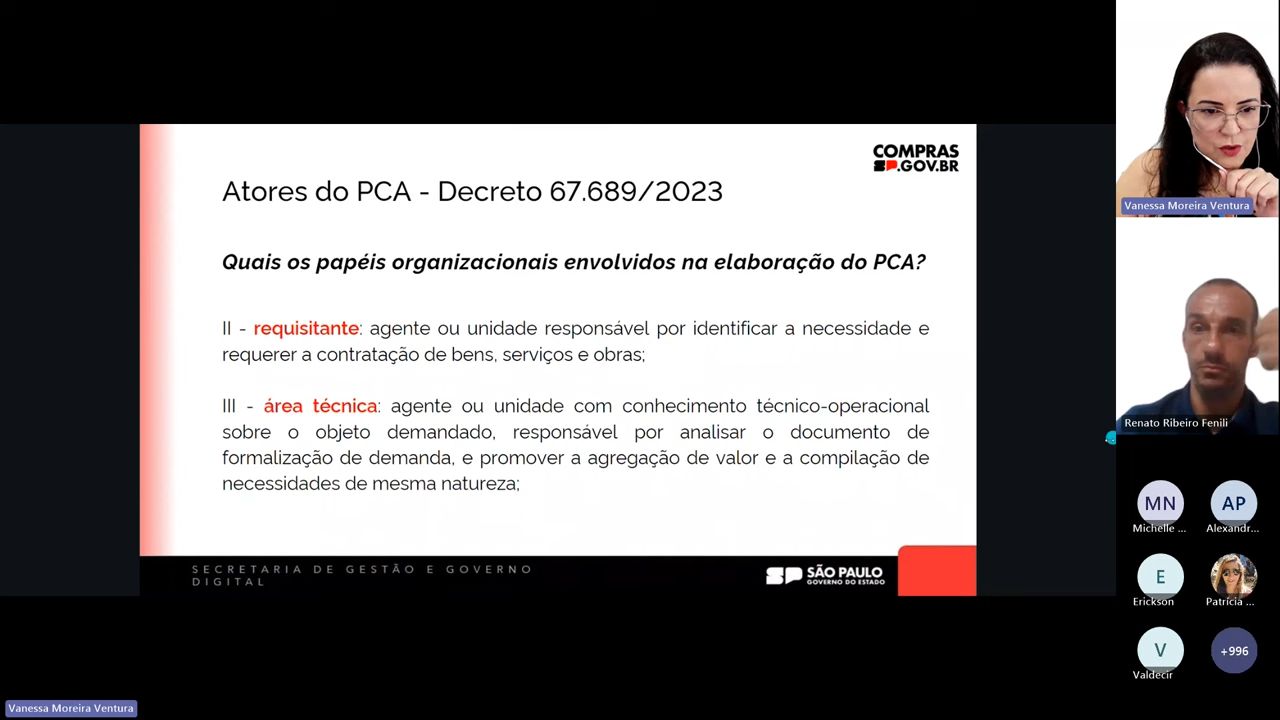 COMPRAS
SP.GOV.BR
Atores do PCA - Decreto 67.689/2023
Quais os papéis organizacionais envolvidos na elaboração do PCA?
II - requisitante: agente ou unidade responsável por identificar a necessidade e
requerer a contratação de bens, serviços e obras;
III - área técnica: agente ou unidade com conhecimento técnico-operacional
sobre o objeto demandado, responsável por analisar o documento de
formalização de demanda, e promover a agregação de valor e a compilação de
necessidades de mesma natureza;
SECRETARIA DE GESTÃO E GOVERNO
DIGITAL
SP SÃO PAULO
GOVERNO DO ESTADO
Vanessa Moreira Ventura
Renato Ribeiro Fenili
MN AP
Michelle ... Alexandr...
E
Erickson Patrícia ...
V +996
Valdecir
Vanessa Moreira Ventura